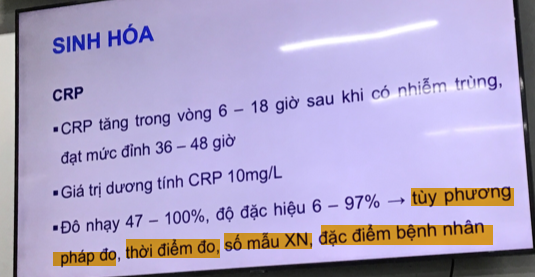 SINH HÓA
CRP
▪CRP tăng trong vòng 6 – 18 giờ sau khi có nhiễm trùng,
đạt mức đỉnh 36 – 48 giờ
▪Giá trị dương tính CRP 10mg/L
▪Độ nhạy 47 – 100%, độ đặc hiệu 6 – 97% → tùy phương
pháp đo, thời điểm đo, số mẫu XN, đặc điểm bệnh nhân